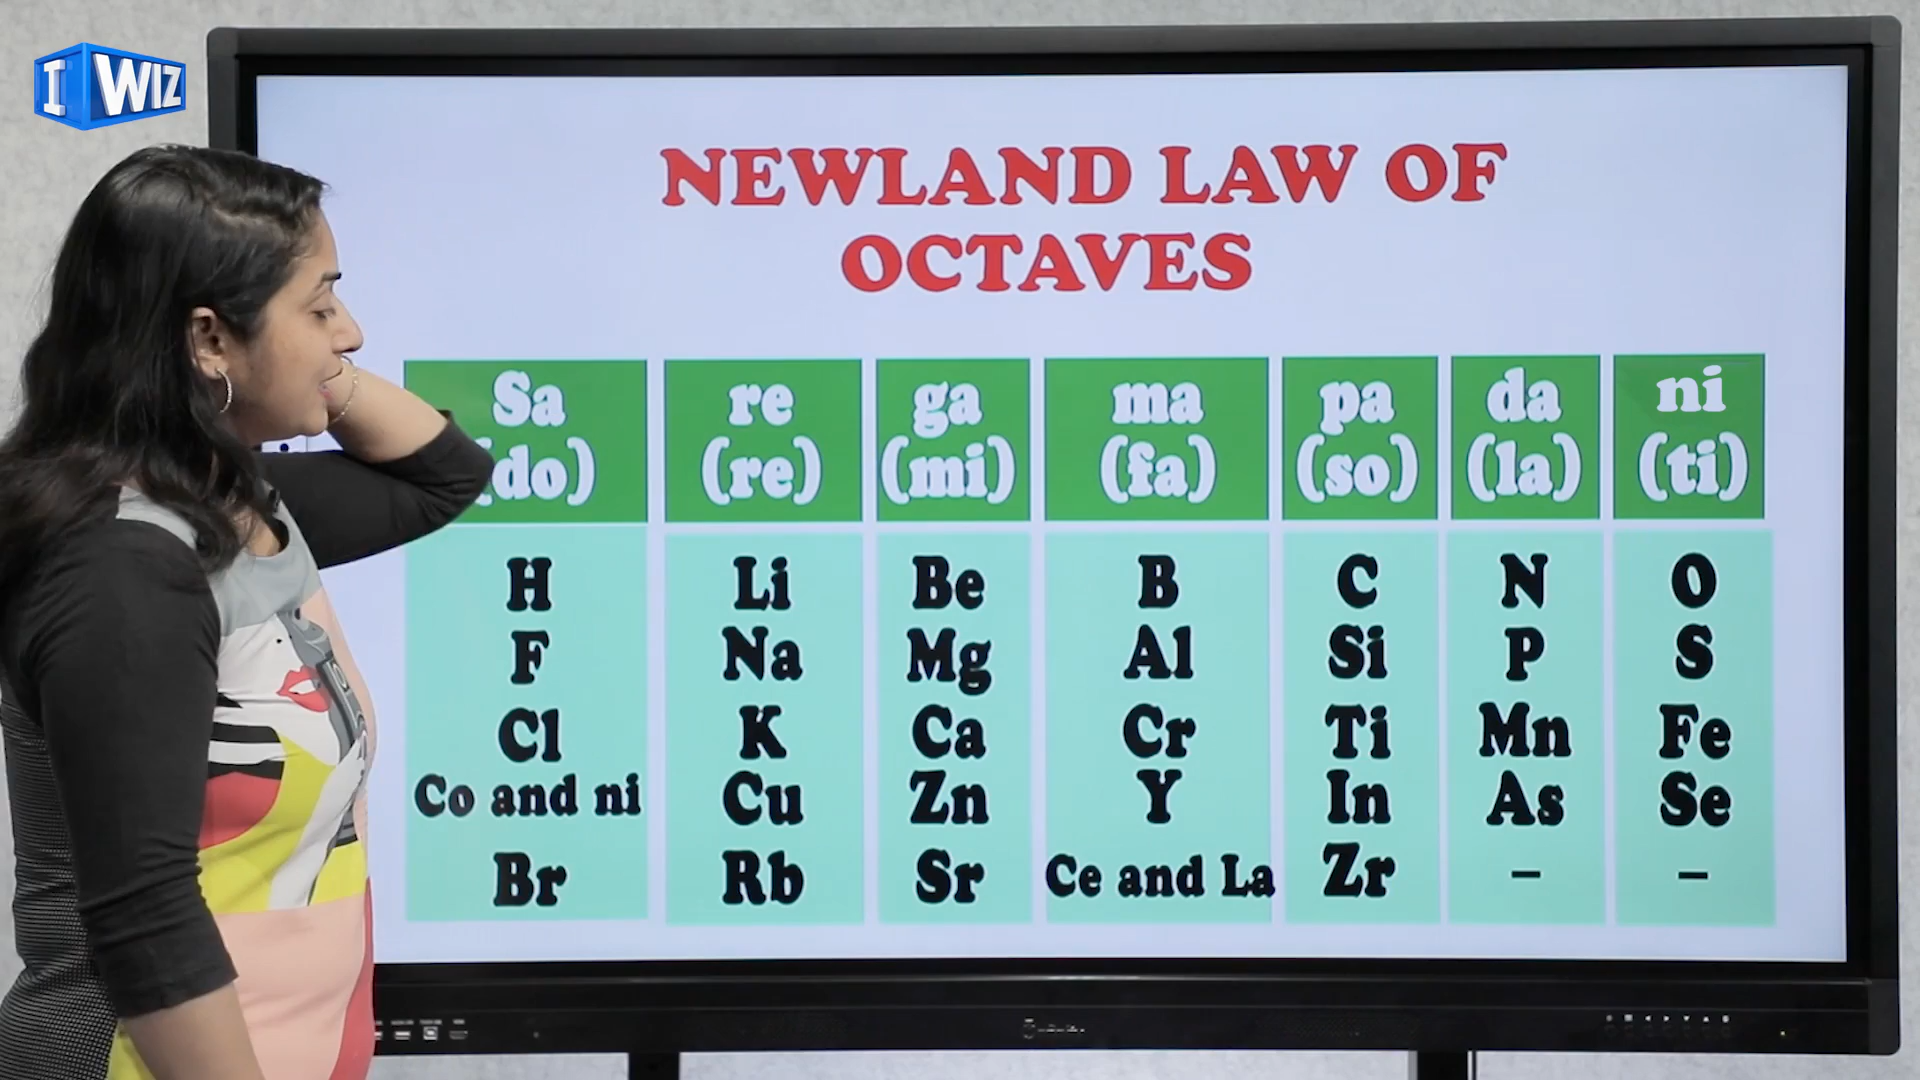 I WIZ
NEWLAND LAW OF
OCTAVES
Sa re ga ma pa da ni
(do) (re) (mi) (fa) (so) (la) (ti)
H Li Be B C N O
F Na Mg Al Si P S
Cl K Ca Cr Ti Mn Fe
Co and ni Cu Zn Y In As Se
Br Rb Sr Ce and La Zr – –